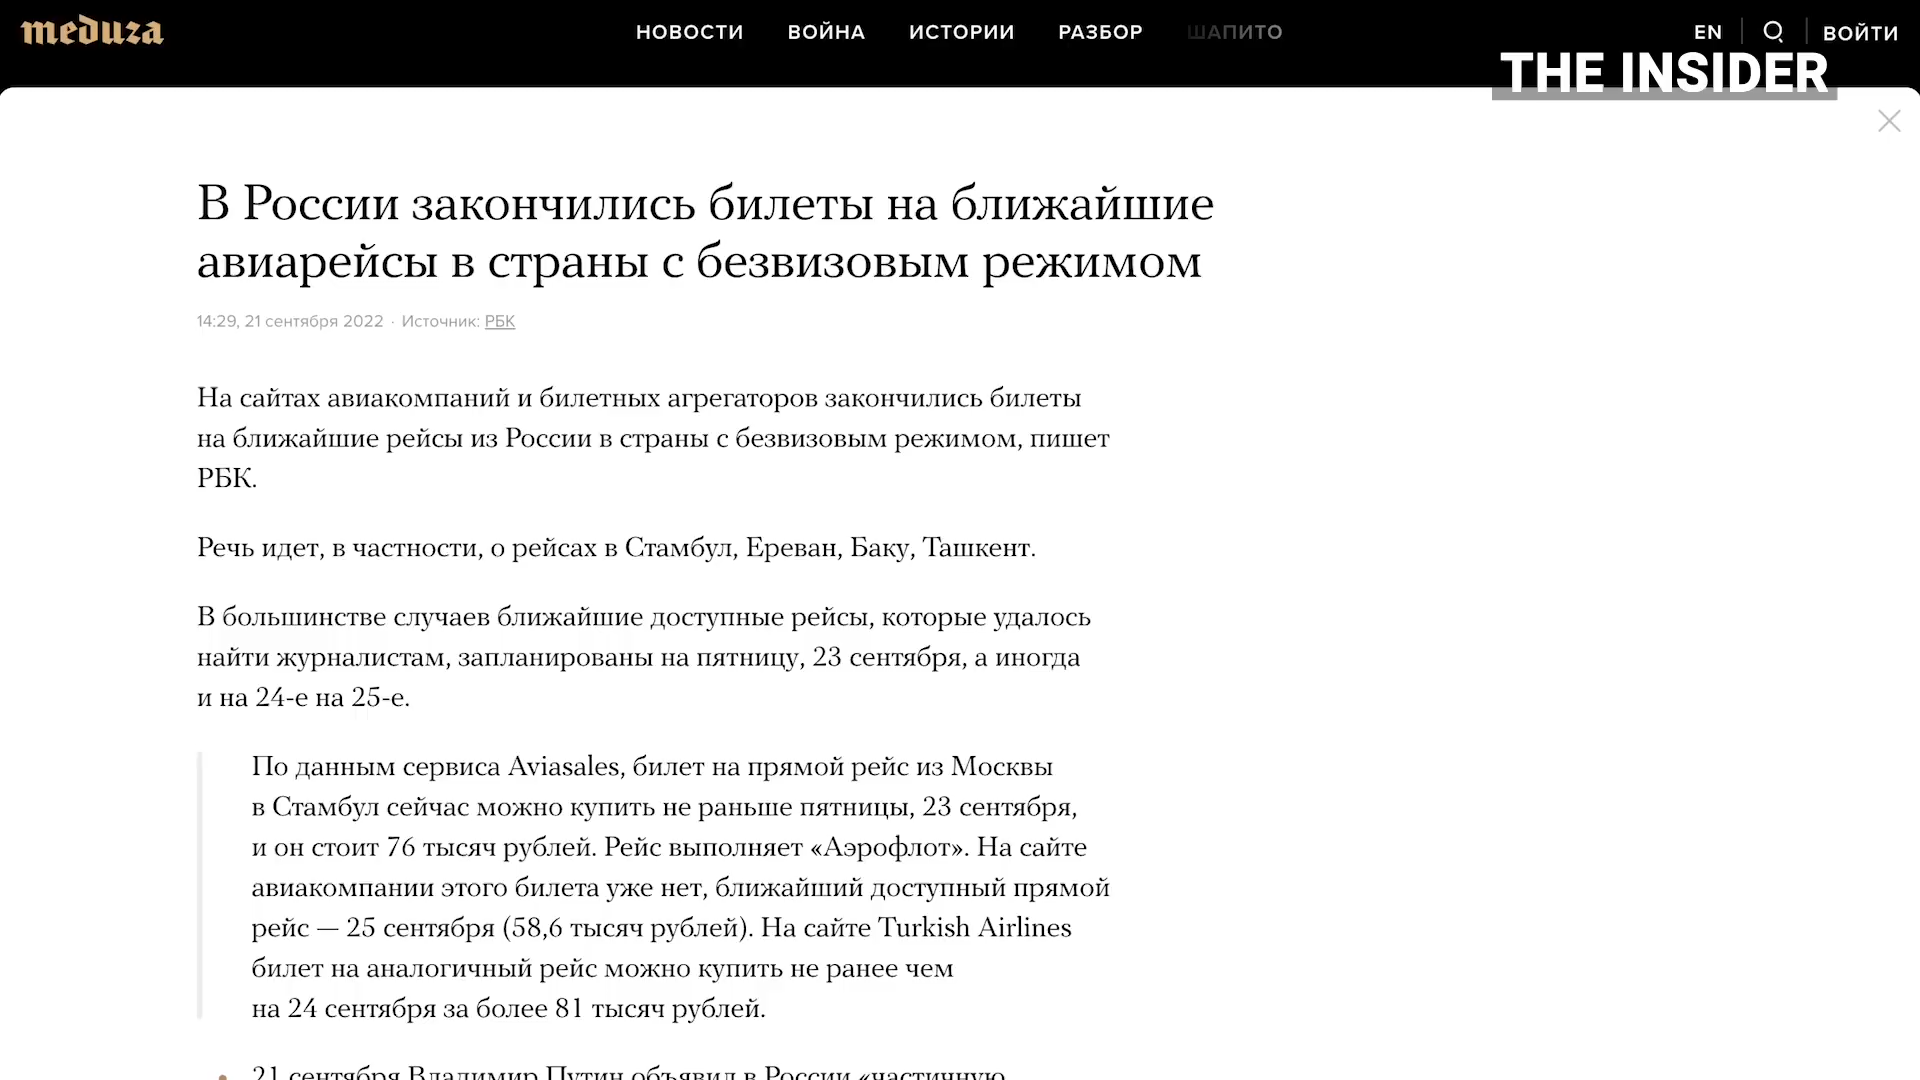 meduza
НОВОСТИ ВОЙНА ИСТОРИИ РАЗБОР ШАПИТО EN ВОЙТИ
THE INSIDER
В России закончились билеты на ближайшие
авиарейсы в страны с безвизовым режимом
14:29, 21 сентября 2022 · Источник: РБК
На сайтах авиакомпаний и билетных агрегаторов закончились билеты
на ближайшие рейсы из России в страны с безвизовым режимом, пишет
РБК.
Речь идет, в частности, о рейсах в Стамбул, Ереван, Баку, Ташкент.
В большинстве случаев ближайшие доступные рейсы, которые удалось
найти журналистам, запланированы на пятницу, 23 сентября, а иногда
и на 24-е на 25-е.
По данным сервиса Aviasales, билет на прямой рейс из Москвы
в Стамбул сейчас можно купить не раньше пятницы, 23 сентября,
и он стоит 76 тысяч рублей. Рейс выполняет «Аэрофлот». На сайте
авиакомпании этого билета уже нет, ближайший доступный прямой
рейс — 25 сентября (58,6 тысяч рублей). На сайте Turkish Airlines
билет на аналогичный рейс можно купить не ранее чем
на 24 сентября за более 81 тысяч рублей.
• 21 сентября Владимир Путин объявил в России «частичную